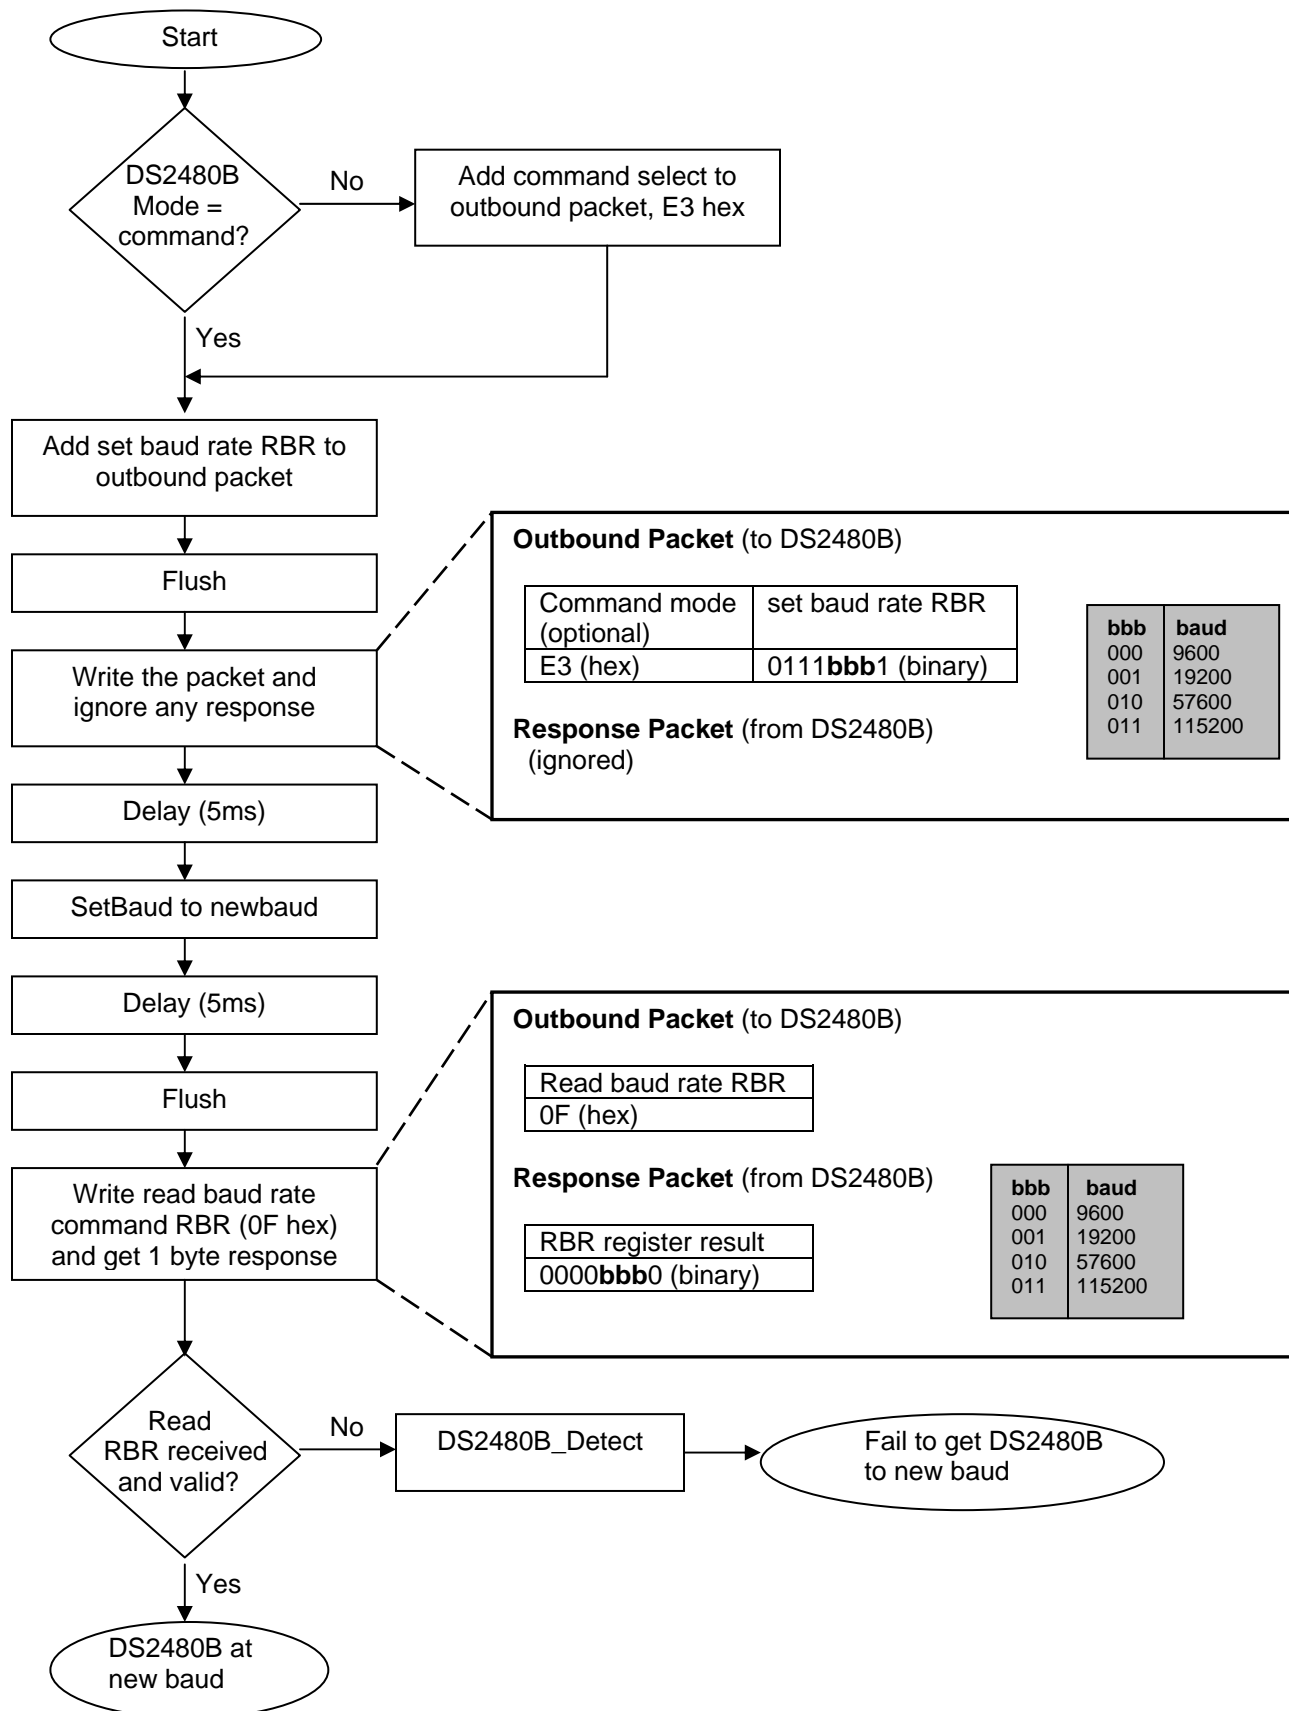 Start
DS2480B
Mode =
command?
No
Add command select to
outbound packet, E3 hex
Yes
Add set baud rate RBR to
outbound packet
Flush
Write the packet and
ignore any response
Outbound Packet (to DS2480B)
Command mode
(optional)
set baud rate RBR
E3 (hex)
0111bbb1 (binary)
bbb baud
000 9600
001 19200
010 57600
011 115200
Response Packet (from DS2480B)
(ignored)
Delay (5ms)
SetBaud to newbaud
Delay (5ms)
Flush
Write read baud rate
command RBR (0F hex)
and get 1 byte response
Outbound Packet (to DS2480B)
Read baud rate RBR
0F (hex)
Response Packet (from DS2480B)
RBR register result
0000bbb0 (binary)
bbb baud
000 9600
001 19200
010 57600
011 115200
Read
RBR received
and valid?
No
DS2480B_Detect
Fail to get DS2480B
to new baud
Yes
DS2480B at
new baud